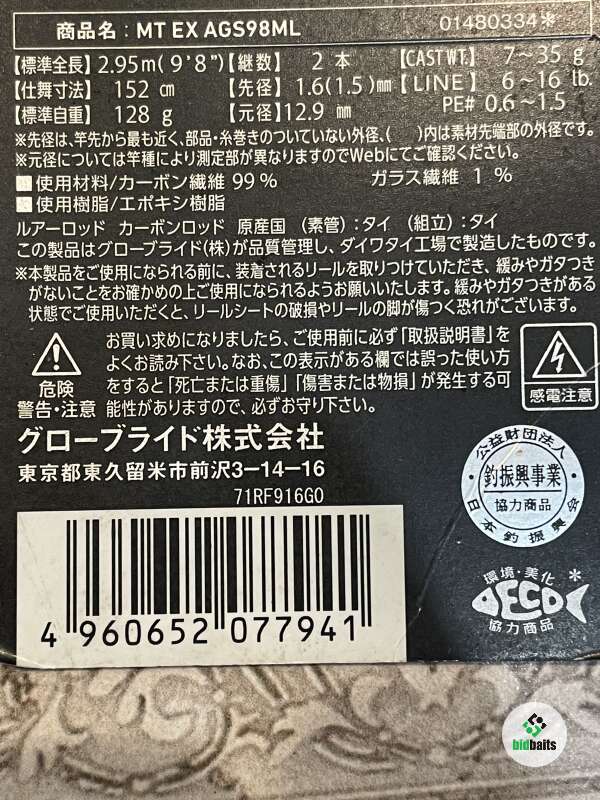 商品名：MT EX AGS98ML 01480334*
【標準全長】2.95m(9'8")【継数】 2 本 【CAST WT.】 7〜35 g
【仕舞寸法】 152 cm 【先径】 1.6(1.5)mm【LINE】 6〜16 lb.
【標準自重】 128 g 【元径】12.9 mm PE# 0.6〜1.5
※先径は、竿先から最も近く、部品・糸巻きのついていない外径、( )内は素材先端部の外径です。
※元径については竿種により測定部が異なりますのでWebにてご確認ください。
■使用材料/カーボン繊維 99% ガラス繊維 1 %
■使用樹脂/エポキシ樹脂
ルアーロッド カーボンロッド 原産国 (素管)：タイ (組立)：タイ
この製品はグローブライド(株)が品質管理し、ダイワタイ工場で製造したものです。
※本製品をご使用になられる前に、装着されるリールを取りつけていただき、緩みやガタつき
がないことをお確かめの上ご使用になられるようお願いいたします。緩みやガタつきがある
状態でご使用いただくと、リールシートの破損やリールの脚が傷つく恐れがございます。
危険
警告・注意
お買い求めになりましたら、ご使用前に必ず「取扱説明書」を
よくお読み下さい。なお、この表示がある欄では誤った使い方
をすると「死亡または重傷」「傷害または物損」が発生する可
能性がありますので、必ずお守り下さい。
感電注意
グローブライド株式会社
東京都東久留米市前沢3-14-16
71RF916G0
公益財団法人
釣振興事業
協力商品
日本釣振興会
4 960652 077941
環境・美化
ECO
*
協力商品
bidbaits